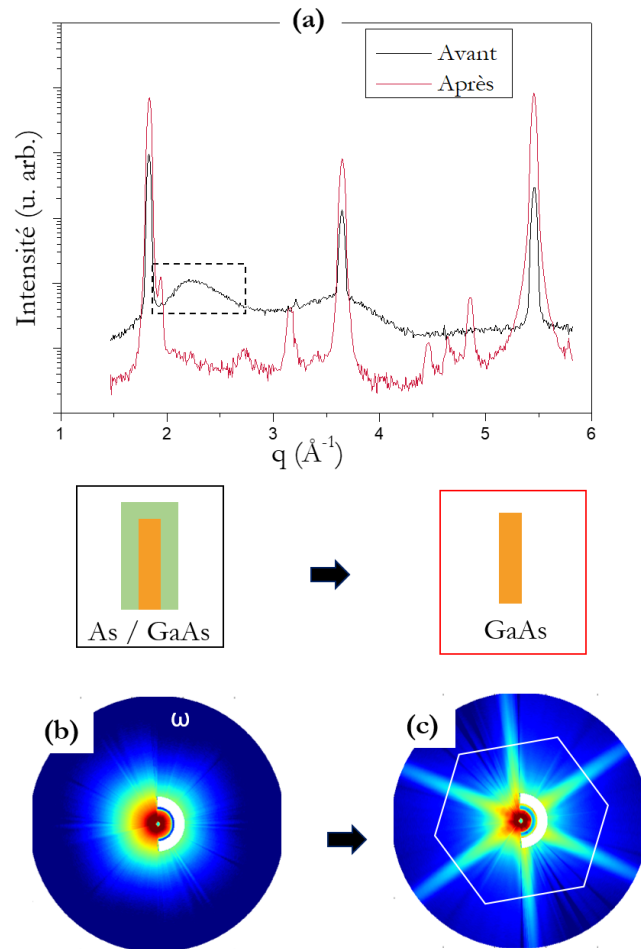 (a)
Avant
Après
Intensité (u. arb.)
1 2 3 4 5 6
q (Å⁻¹)
As / GaAs
GaAs
(b)
ω
(c)